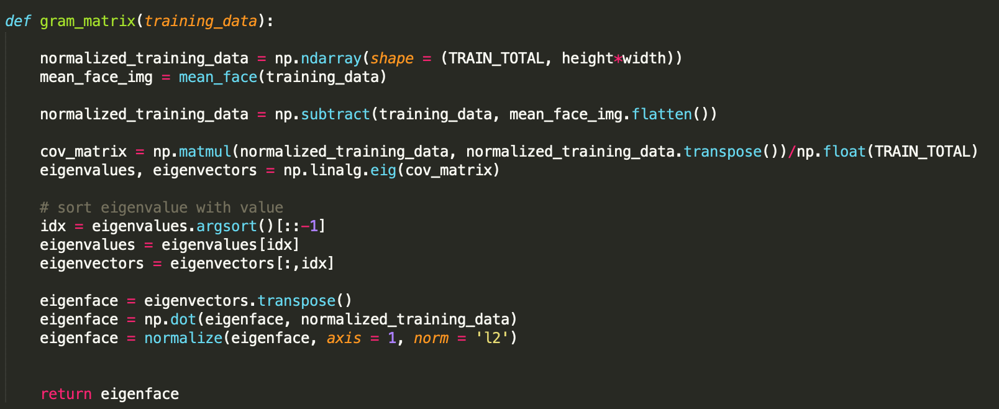 def gram_matrix(training_data):
    normalized_training_data = np.ndarray(shape = (TRAIN_TOTAL, height*width))
    mean_face_img = mean_face(training_data)
    normalized_training_data = np.subtract(training_data, mean_face_img.flatten())
    cov_matrix = np.matmul(normalized_training_data, normalized_training_data.transpose())/np.float(TRAIN_TOTAL)
    eigenvalues, eigenvectors = np.linalg.eig(cov_matrix)
    # sort eigenvalue with value
    idx = eigenvalues.argsort()[::-1]
    eigenvalues = eigenvalues[idx]
    eigenvectors = eigenvectors[:,idx]
    eigenface = eigenvectors.transpose()
    eigenface = np.dot(eigenface, normalized_training_data)
    eigenface = normalize(eigenface, axis = 1, norm = 'l2')
    return eigenface